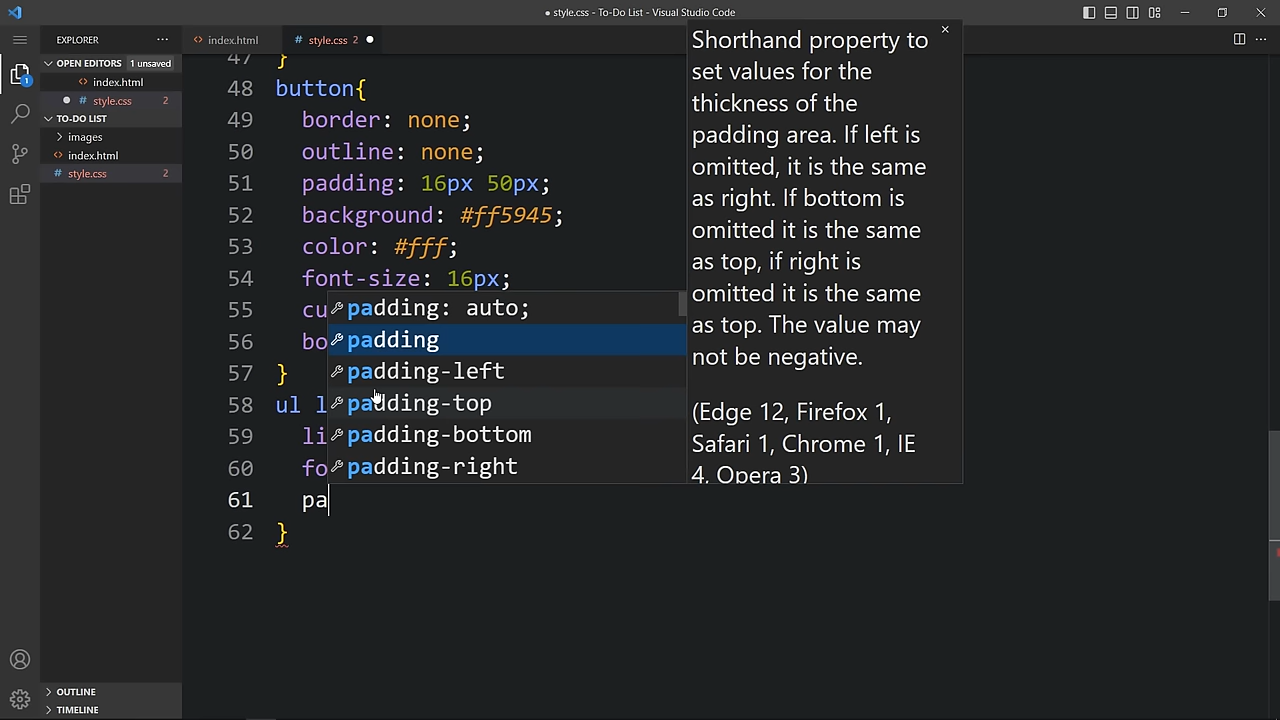 style.css - To-Do List - Visual Studio Code
EXPLORER
index.html
style.css 2
OPEN EDITORS 1 unsaved
index.html
style.css 2
TO-DO LIST
images
index.html
style.css 2
1
OUTLINE
TIMELINE
47 }
48 button{
49 border: none;
50 outline: none;
51 padding: 16px 50px;
52 background: #ff5945;
53 color: #fff;
54 font-size: 16px;
55 cu
56 bo
57 }
58 ul l
59 li
60 fo
61 pa
62 }
padding: auto;
padding
padding-left
padding-top
padding-bottom
padding-right
Shorthand property to
set values for the
thickness of the
padding area. If left is
omitted, it is the same
as right. If bottom is
omitted it is the same
as top, if right is
omitted it is the same
as top. The value may
not be negative.
(Edge 12, Firefox 1,
Safari 1, Chrome 1, IE
4, Opera 3)